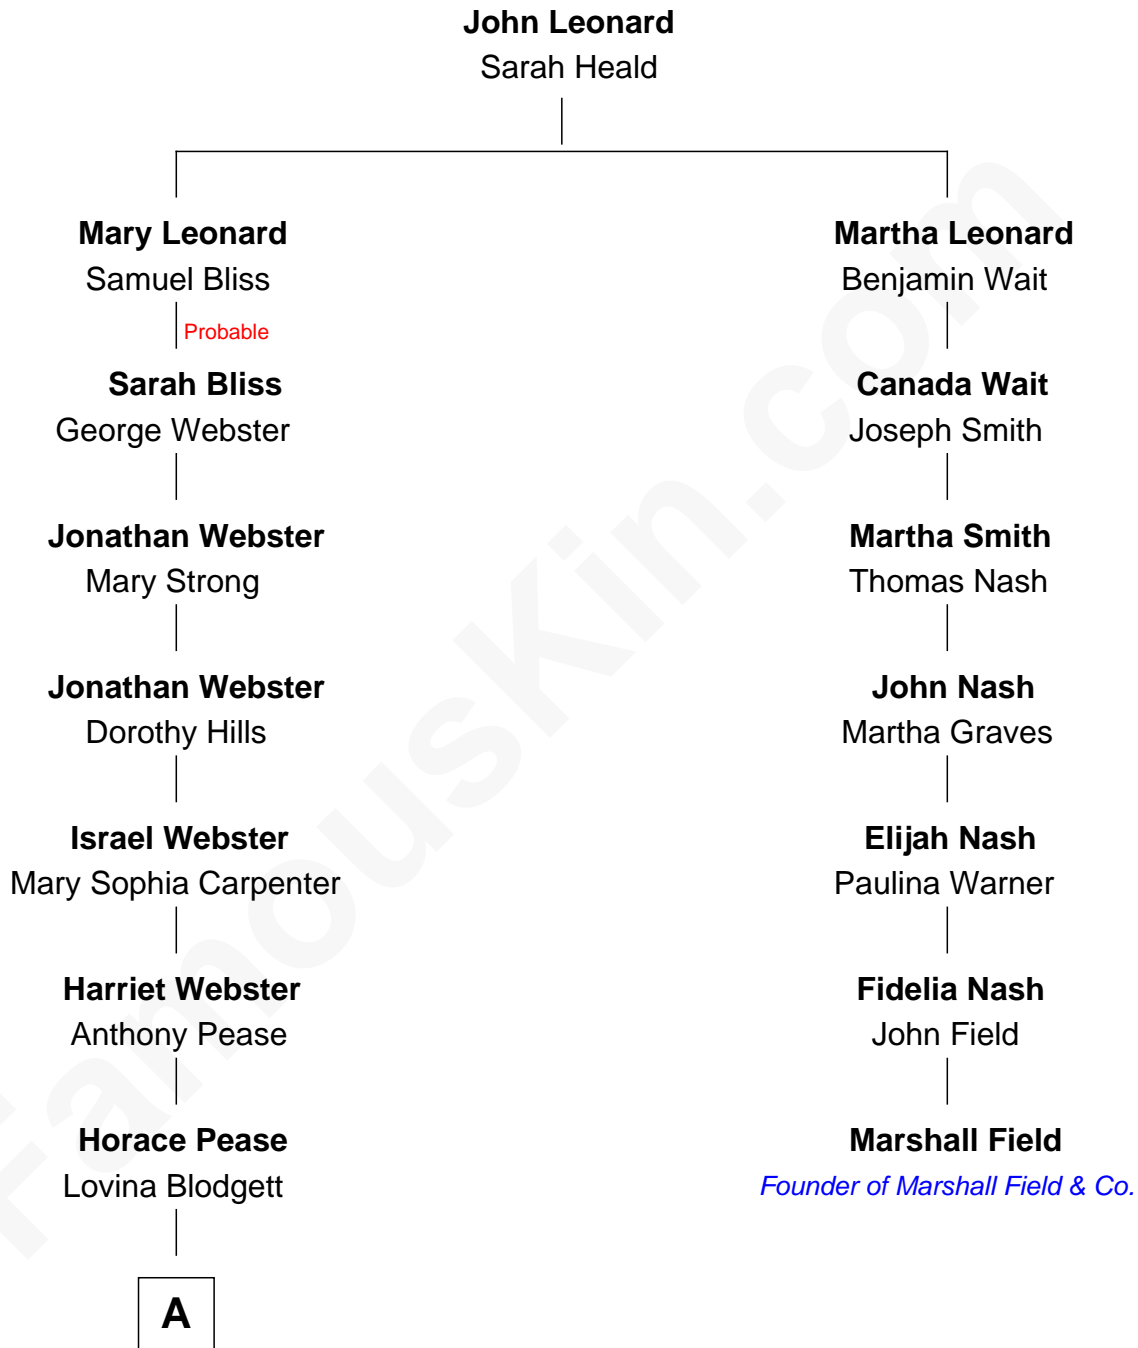 John Leonard
Sarah Heald
Mary Leonard
Samuel Bliss
Probable
Sarah Bliss
George Webster
Jonathan Webster
Mary Strong
Jonathan Webster
Dorothy Hills
Israel Webster
Mary Sophia Carpenter
Harriet Webster
Anthony Pease
Horace Pease
Lovina Blodgett
A
Martha Leonard
Benjamin Wait
Canada Wait
Joseph Smith
Martha Smith
Thomas Nash
John Nash
Martha Graves
Elijah Nash
Paulina Warner
Fidelia Nash
John Field
Marshall Field
Founder of Marshall Field & Co.
FamousKin.com